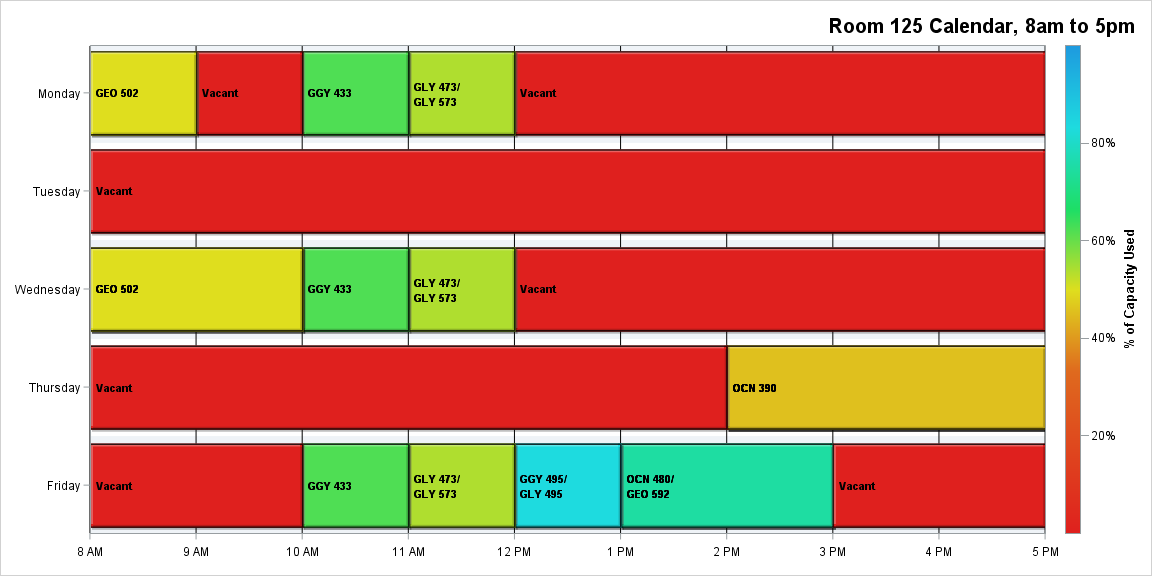 Room 125 Calendar, 8am to 5pm
Monday
GEO 502
Vacant
GGY 433
GLY 473/
GLY 573
Vacant
Tuesday
Vacant
Wednesday
GEO 502
GGY 433
GLY 473/
GLY 573
Vacant
Thursday
Vacant
OCN 390
Friday
Vacant
GGY 433
GLY 473/
GLY 573
GGY 495/
GLY 495
OCN 480/
GEO 592
Vacant
8 AM
9 AM
10 AM
11 AM
12 PM
1 PM
2 PM
3 PM
4 PM
5 PM
80%
60%
40%
20%
% of Capacity Used